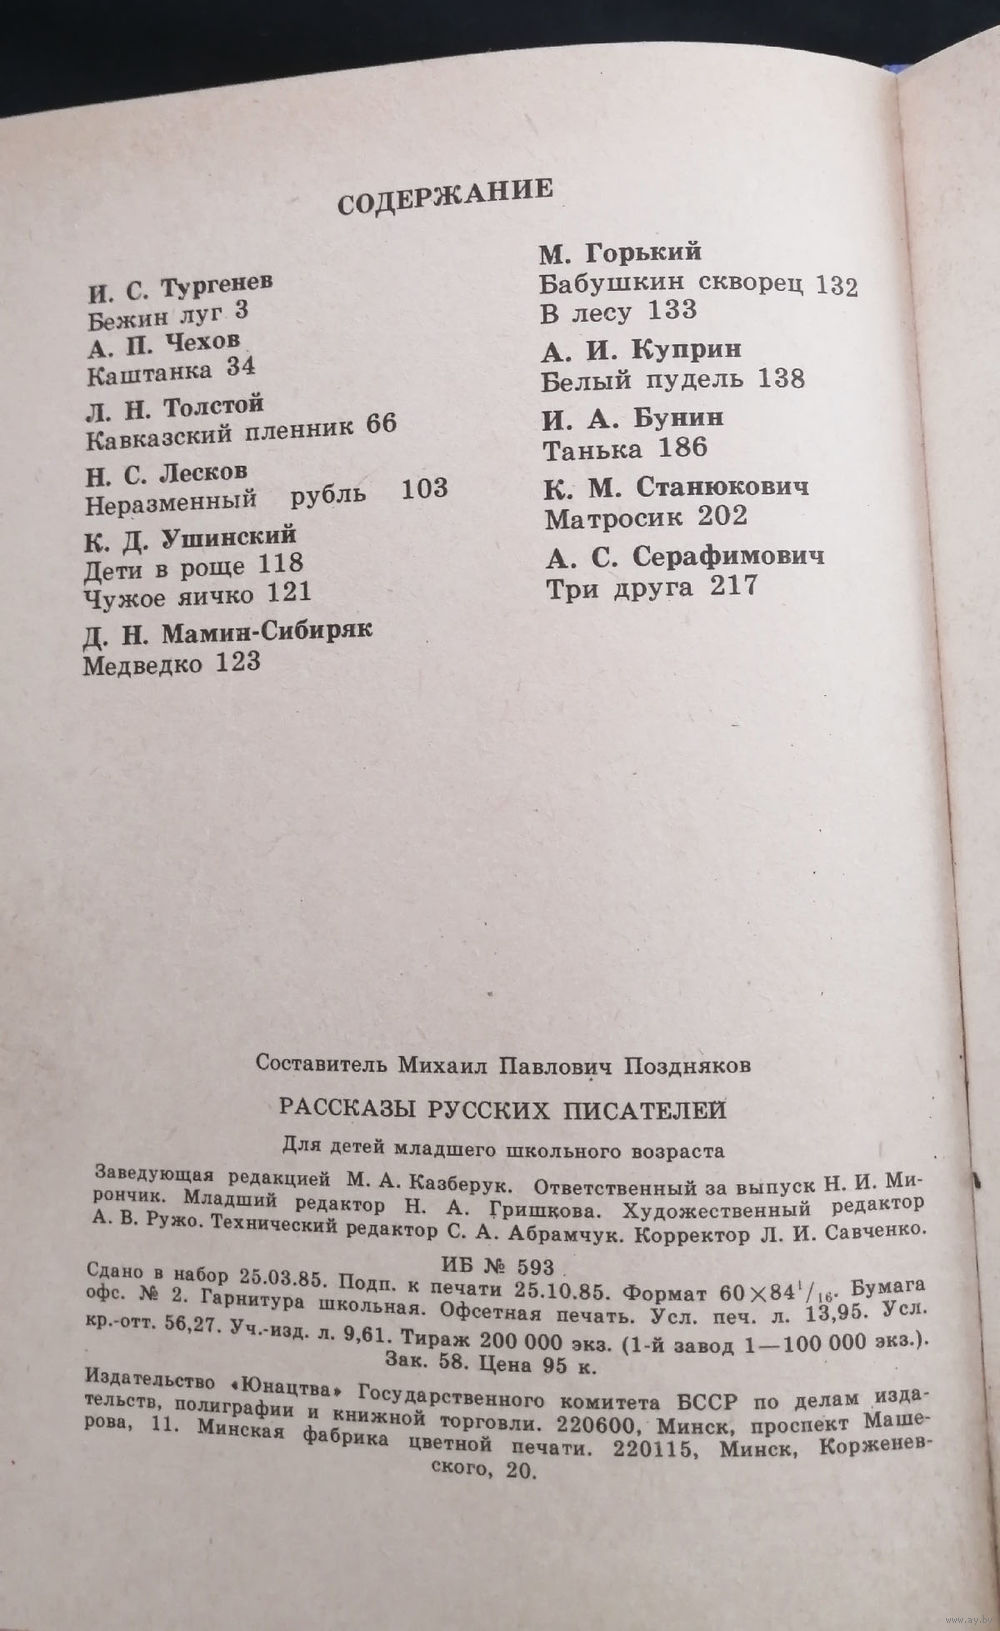 СОДЕРЖАНИЕ
И. С. Тургенев
Бежин луг 3
А. П. Чехов
Каштанка 34
Л. Н. Толстой
Кавказский пленник 66
Н. С. Лесков
Неразменный рубль 103
К. Д. Ушинский
Дети в роще 118
Чужое яичко 121
Д. Н. Мамин-Сибиряк
Медведко 123
М. Горький
Бабушкин скворец 132
В лесу 133
А. И. Куприн
Белый пудель 138
И. А. Бунин
Танька 186
К. М. Станюкович
Матросик 202
А. С. Серафимович
Три друга 217
Составитель Михаил Павлович Поздняков
РАССКАЗЫ РУССКИХ ПИСАТЕЛЕЙ
Для детей младшего школьного возраста
Заведующая редакцией М. А. Казберук. Ответственный за выпуск Н. И. Ми-
рончик. Младший редактор Н. А. Гришкова. Художественный редактор
А. В. Ружо. Технический редактор С. А. Абрамчук. Корректор Л. И. Савченко.
ИБ № 593
Сдано в набор 25.03.85. Подп. к печати 25.10.85. Формат 60×84¹/₁₆. Бумага
офс. № 2. Гарнитура школьная. Офсетная печать. Усл. печ. л. 13,95. Усл.
кр.-отт. 56,27. Уч.-изд. л. 9,61. Тираж 200 000 экз. (1-й завод 1—100 000 экз.).
Зак. 58. Цена 95 к.
Издательство «Юнацтва» Государственного комитета БССР по делам изда-
тельств, полиграфии и книжной торговли. 220600, Минск, проспект Маше-
рова, 11. Минская фабрика цветной печати. 220115, Минск, Корженев-
ского, 20.
www.ay.by